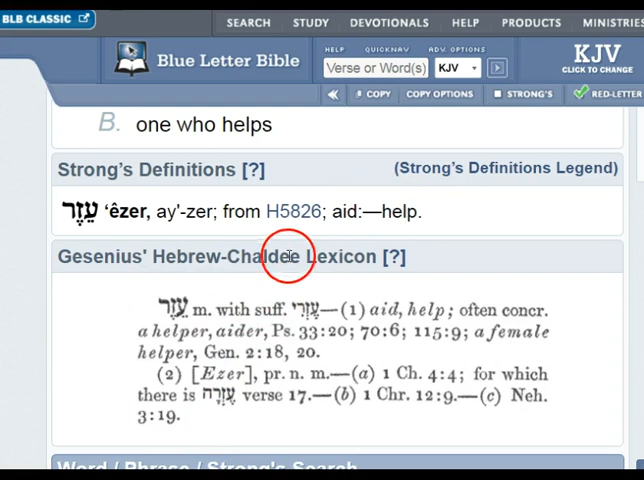 BLB CLASSIC
SEARCH STUDY DEVOTIONALS HELP PRODUCTS MINISTRIES
Blue Letter Bible
HELP QUICKNAV ADV. OPTIONS
Verse or Word(s) KJV
KJV
CLICK TO CHANGE
COPY COPY OPTIONS STRONG'S RED-LETTER
B. one who helps
Strong's Definitions [?] (Strong's Definitions Legend)
עֵזֶר ʻêzer, ay'-zer; from H5826; aid:—help.
Gesenius' Hebrew-Chaldee Lexicon [?]
עֵזֶר m. with suff. עֶזְרִי—(1) aid, help; often concr.
a helper, aider, Ps. 33:20; 70:6; 115:9; a female
helper, Gen. 2:18, 20.
(2) [Ezer], pr. n. m.—(a) 1 Ch. 4:4; for which
there is עֶזְרָה verse 17.—(b) 1 Chr. 12:9.—(c) Neh.
3:19.
Word / Phrase / Strong's Search